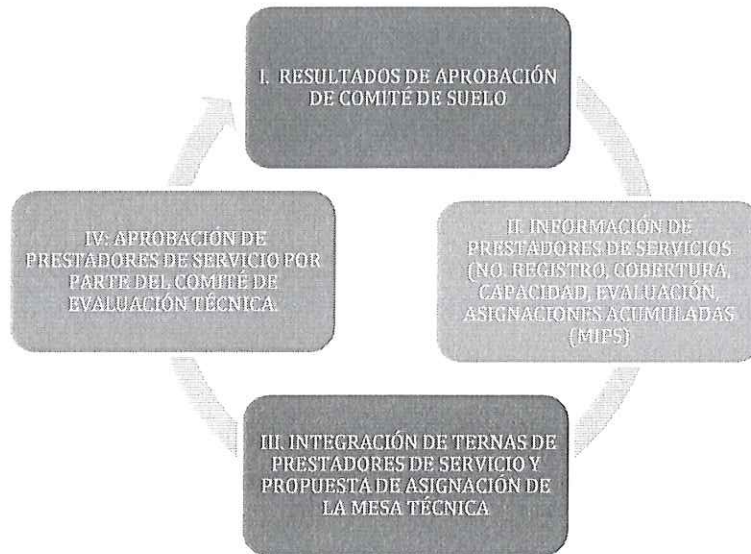 I. RESULTADOS DE APROBACIÓN
DE COMITÉ DE SUELO
II. INFORMACIÓN DE
PRESTADORES DE SERVICIOS
(NO. REGISTRO, COBERTURA,
CAPACIDAD, EVALUACIÓN,
ASIGNACIONES ACUMULADAS
(MIPS)
III. INTEGRACIÓN DE TERNAS DE
PRESTADORES DE SERVICIO Y
PROPUESTA DE ASIGNACIÓN DE
LA MESA TÉCNICA
IV: APROBACIÓN DE
PRESTADORES DE SERVICIO POR
PARTE DEL COMITÉ DE
EVALUACIÓN TÉCNICA.